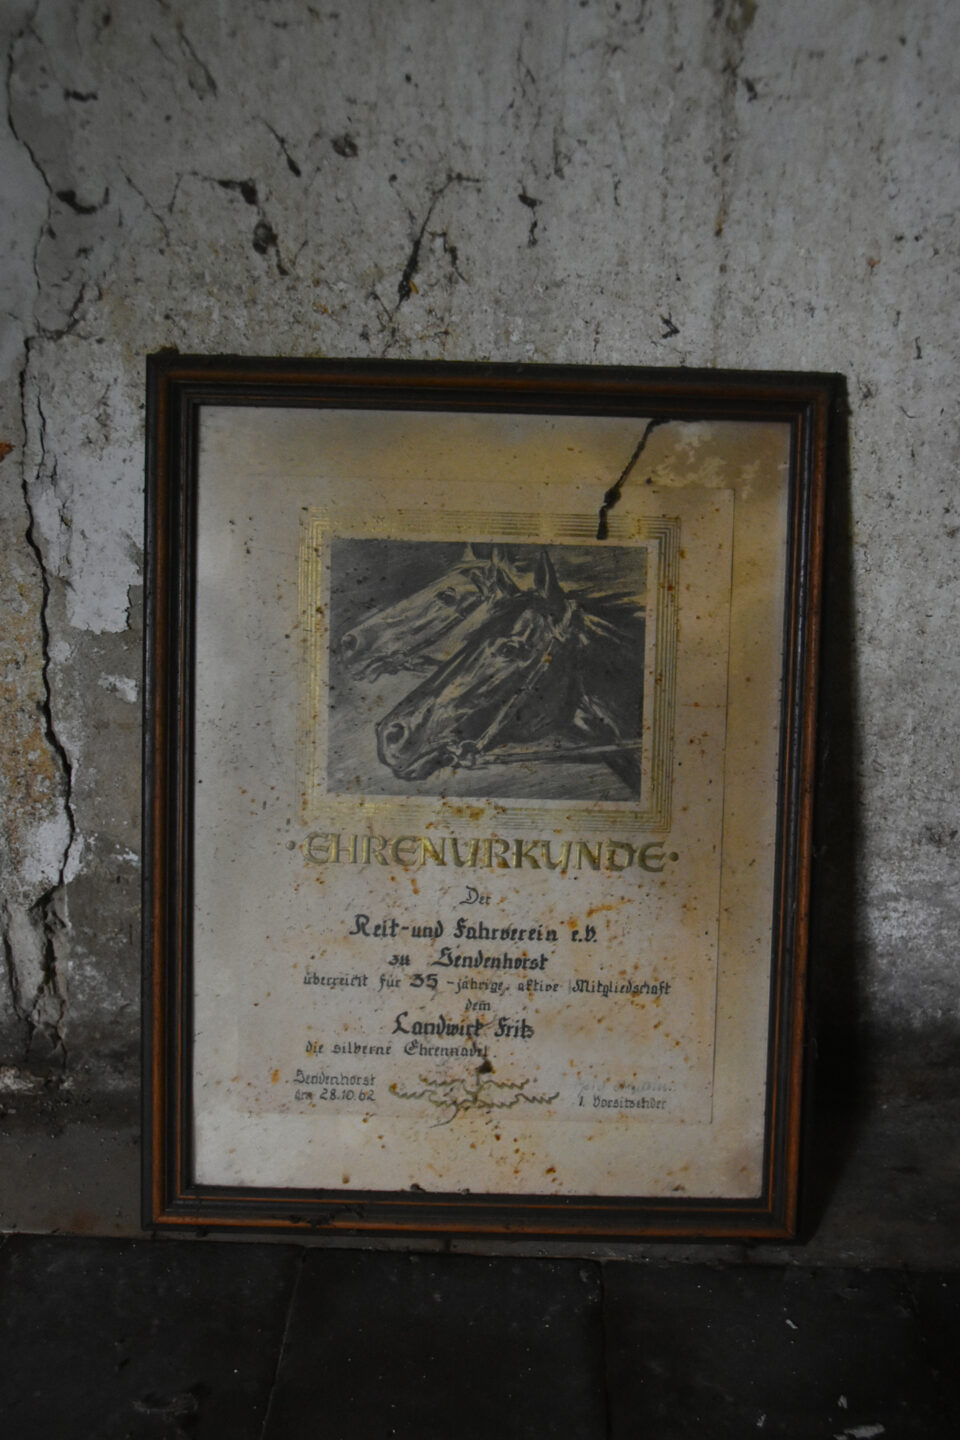 ·EHRENURKUNDE·
Der
Reit-und Fahrverein e.V.
zu Sendenhorst
überreicht für 35-jährige, aktive Mitgliedschaft
dem
Landwirt Fritz
die silberne Ehrennadel.
Sendenhorst
den 28.10.62
1. Vorsitzender